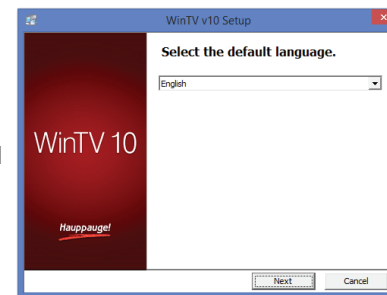 WinTV v10 Setup
Select the default language.
English
WinTV 10
Hauppauge!
Next
Cancel